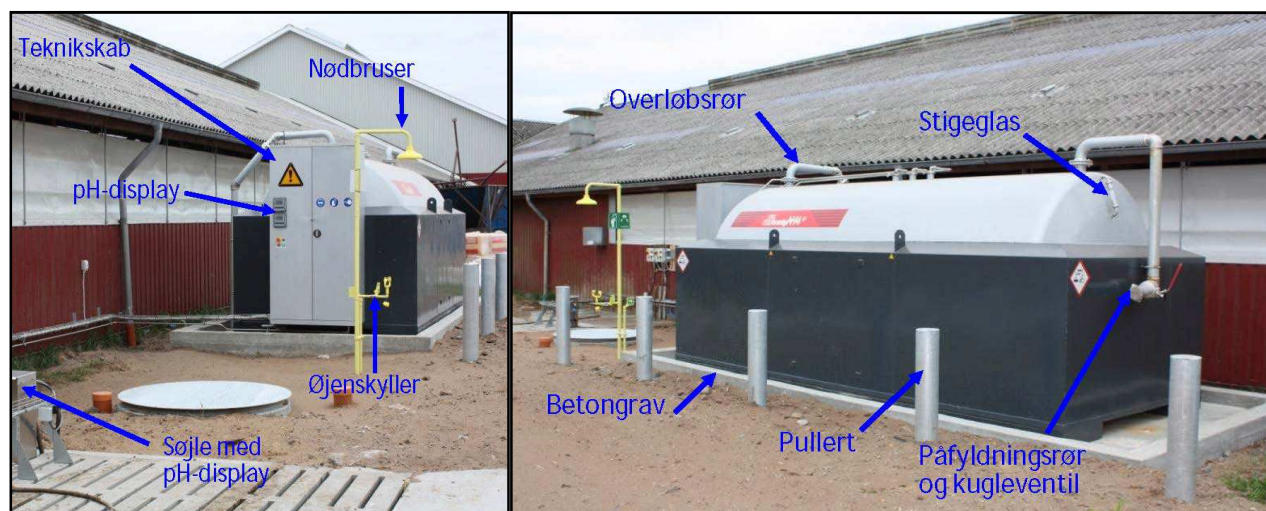 Teknikskab
Nødbruser
pH-display
Øjenskyller
Søjle med
pH-display
Overløbsrør
Stigeglas
Betongrav
Pullert
Påfyldningsrør
og kugleventil